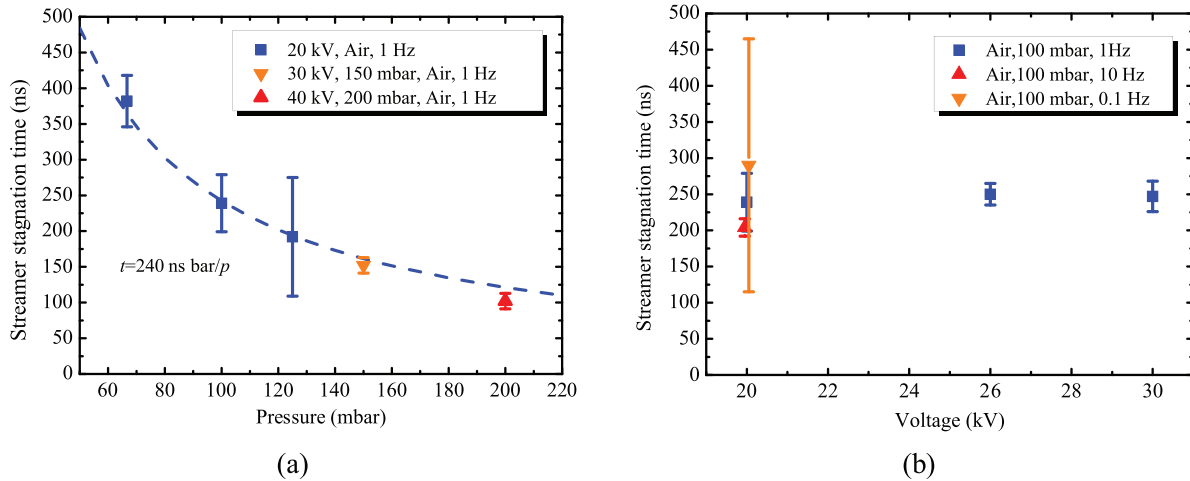 500
450
400
350
300
250
200
150
100
50
0
Streamer stagnation time (ns)
20 kV, Air, 1 Hz
30 kV, 150 mbar, Air, 1 Hz
40 kV, 200 mbar, Air, 1 Hz
t=240 ns bar/p
60 80 100 120 140 160 180 200 220
Pressure (mbar)
(a)
500
450
400
350
300
250
200
150
100
50
0
Streamer stagnation time (ns)
Air,100 mbar, 1Hz
Air,100 mbar, 10 Hz
Air,100 mbar, 0.1 Hz
20 22 24 26 28 30
Voltage (kV)
(b)